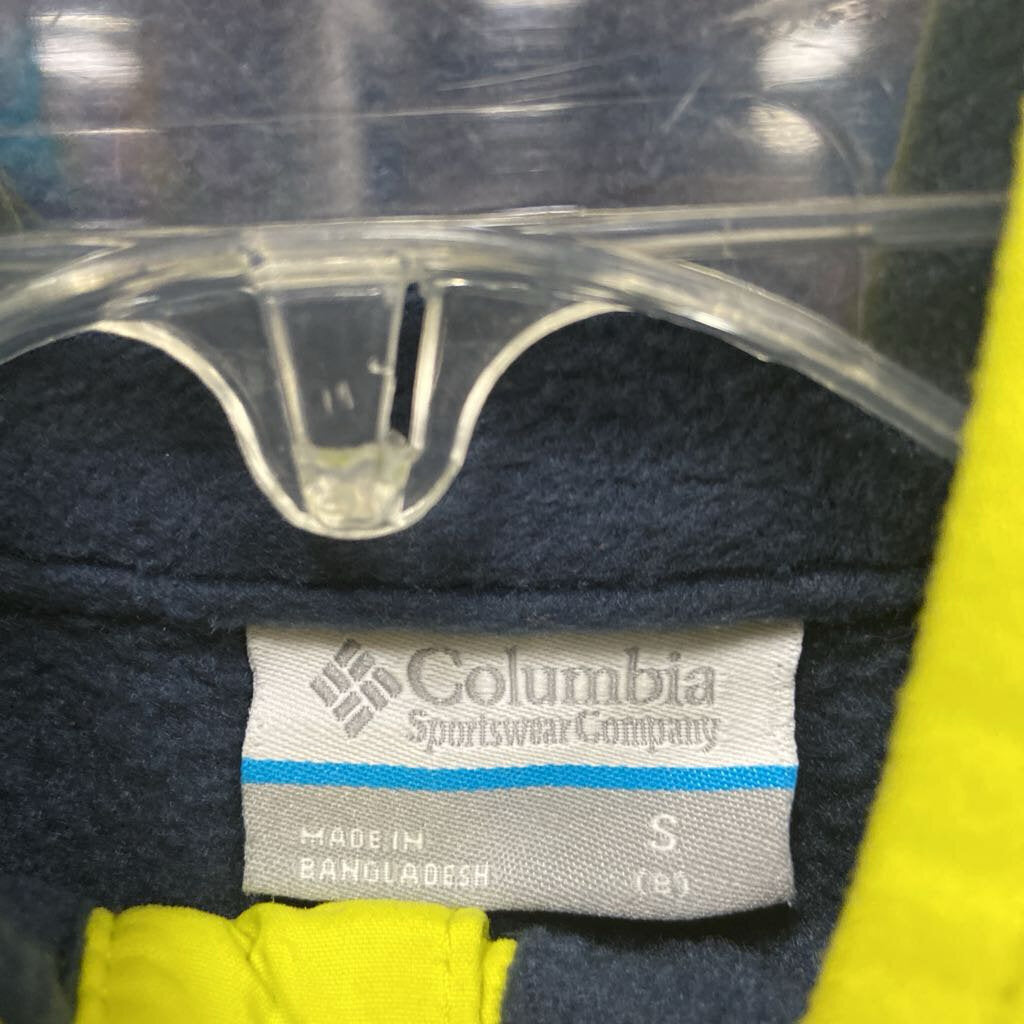 Columbia
Sportswear Company
MADE IN
BANGLADESH
S
(8)